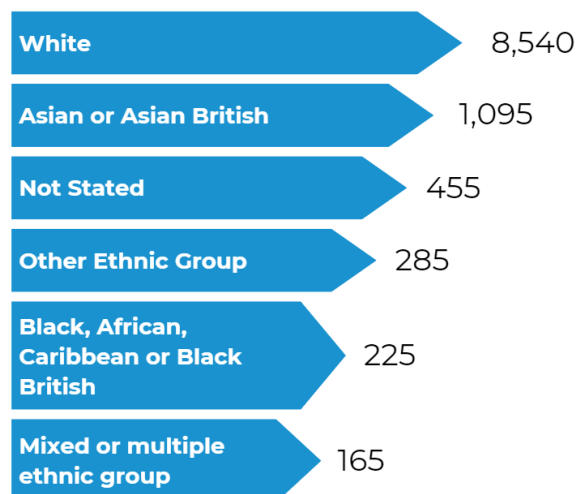 White 8,540
Asian or Asian British 1,095
Not Stated 455
Other Ethnic Group 285
Black, African,
Caribbean or Black 225
British
Mixed or multiple 165
ethnic group